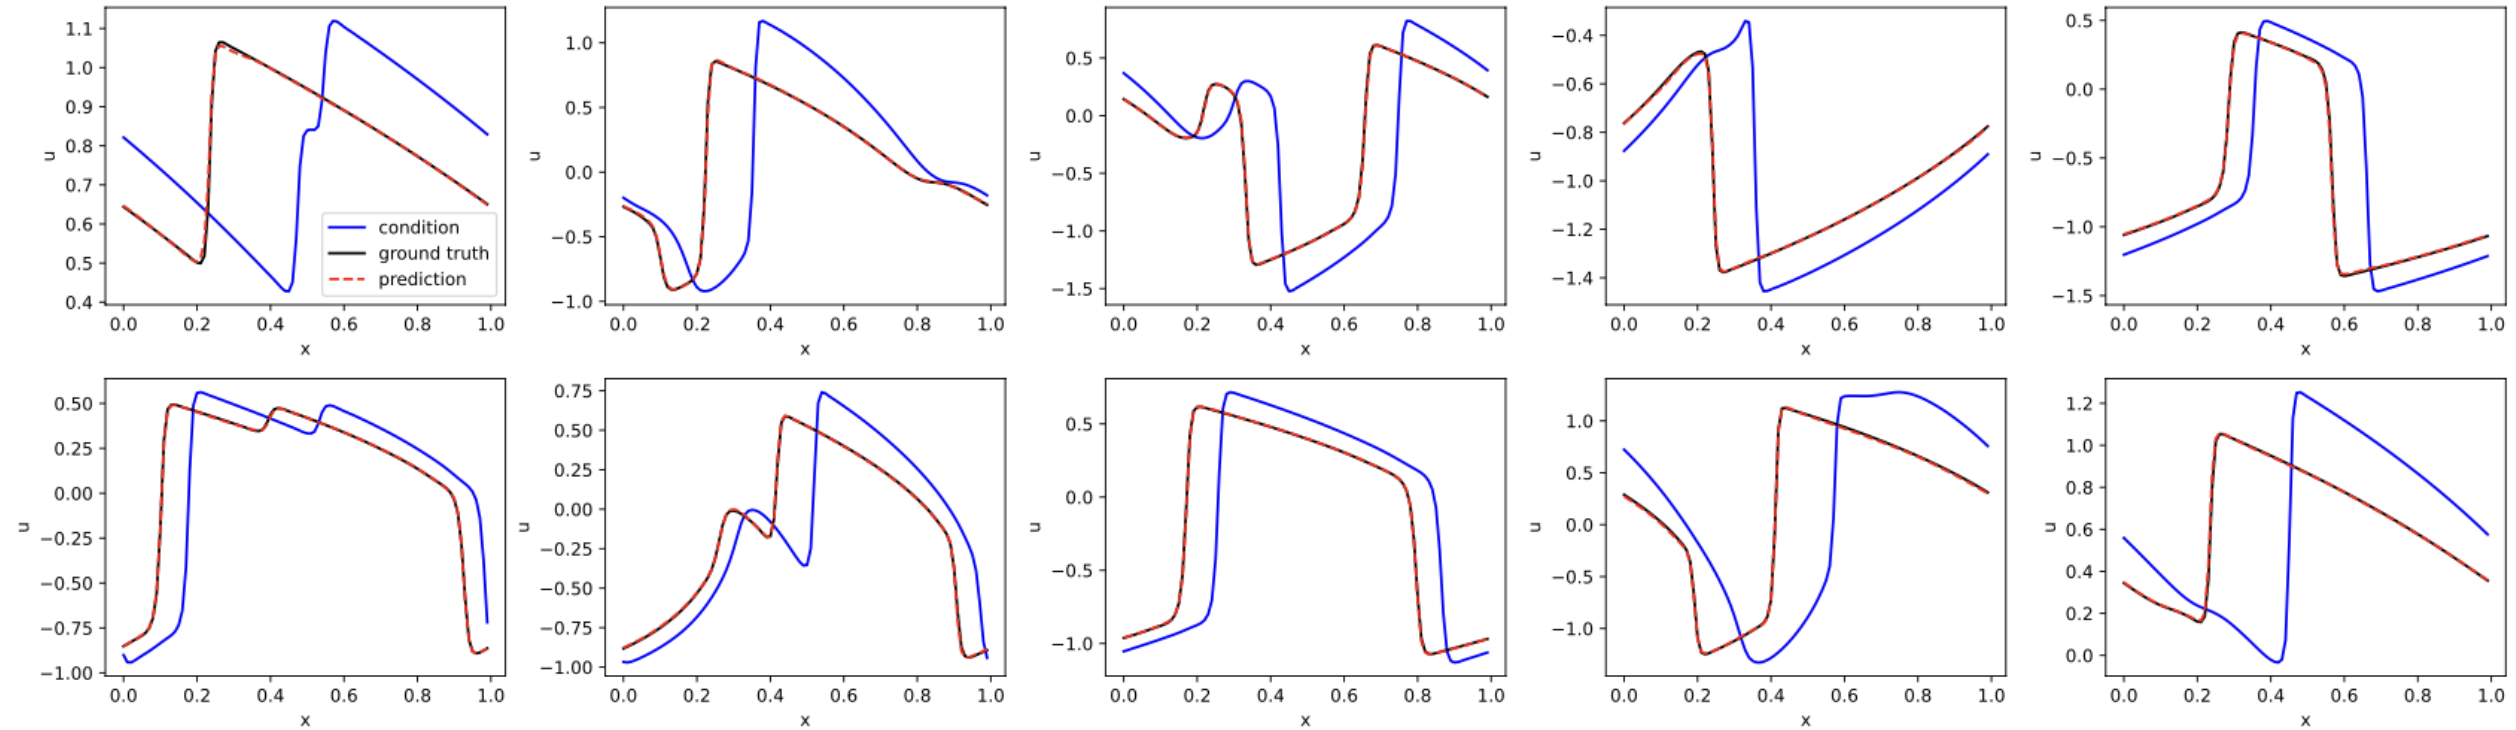 1.1
1.0
0.9
0.8
0.7
0.6
0.5
0.4
u
0.0 0.2 0.4 0.6 0.8 1.0
x
condition
ground truth
prediction
1.0
0.5
0.0
−0.5
−1.0
u
0.0 0.2 0.4 0.6 0.8 1.0
x
0.5
0.0
−0.5
−1.0
−1.5
u
0.0 0.2 0.4 0.6 0.8 1.0
x
−0.4
−0.6
−0.8
−1.0
−1.2
−1.4
u
0.0 0.2 0.4 0.6 0.8 1.0
x
0.5
0.0
−0.5
−1.0
−1.5
u
0.0 0.2 0.4 0.6 0.8 1.0
x
0.50
0.25
0.00
−0.25
−0.50
−0.75
−1.00
u
0.0 0.2 0.4 0.6 0.8 1.0
x
0.75
0.50
0.25
0.00
−0.25
−0.50
−0.75
−1.00
u
0.0 0.2 0.4 0.6 0.8 1.0
x
0.5
0.0
−0.5
−1.0
u
0.0 0.2 0.4 0.6 0.8 1.0
x
1.0
0.5
0.0
−0.5
−1.0
u
0.0 0.2 0.4 0.6 0.8 1.0
x
1.2
1.0
0.8
0.6
0.4
0.2
0.0
u
0.0 0.2 0.4 0.6 0.8 1.0
x